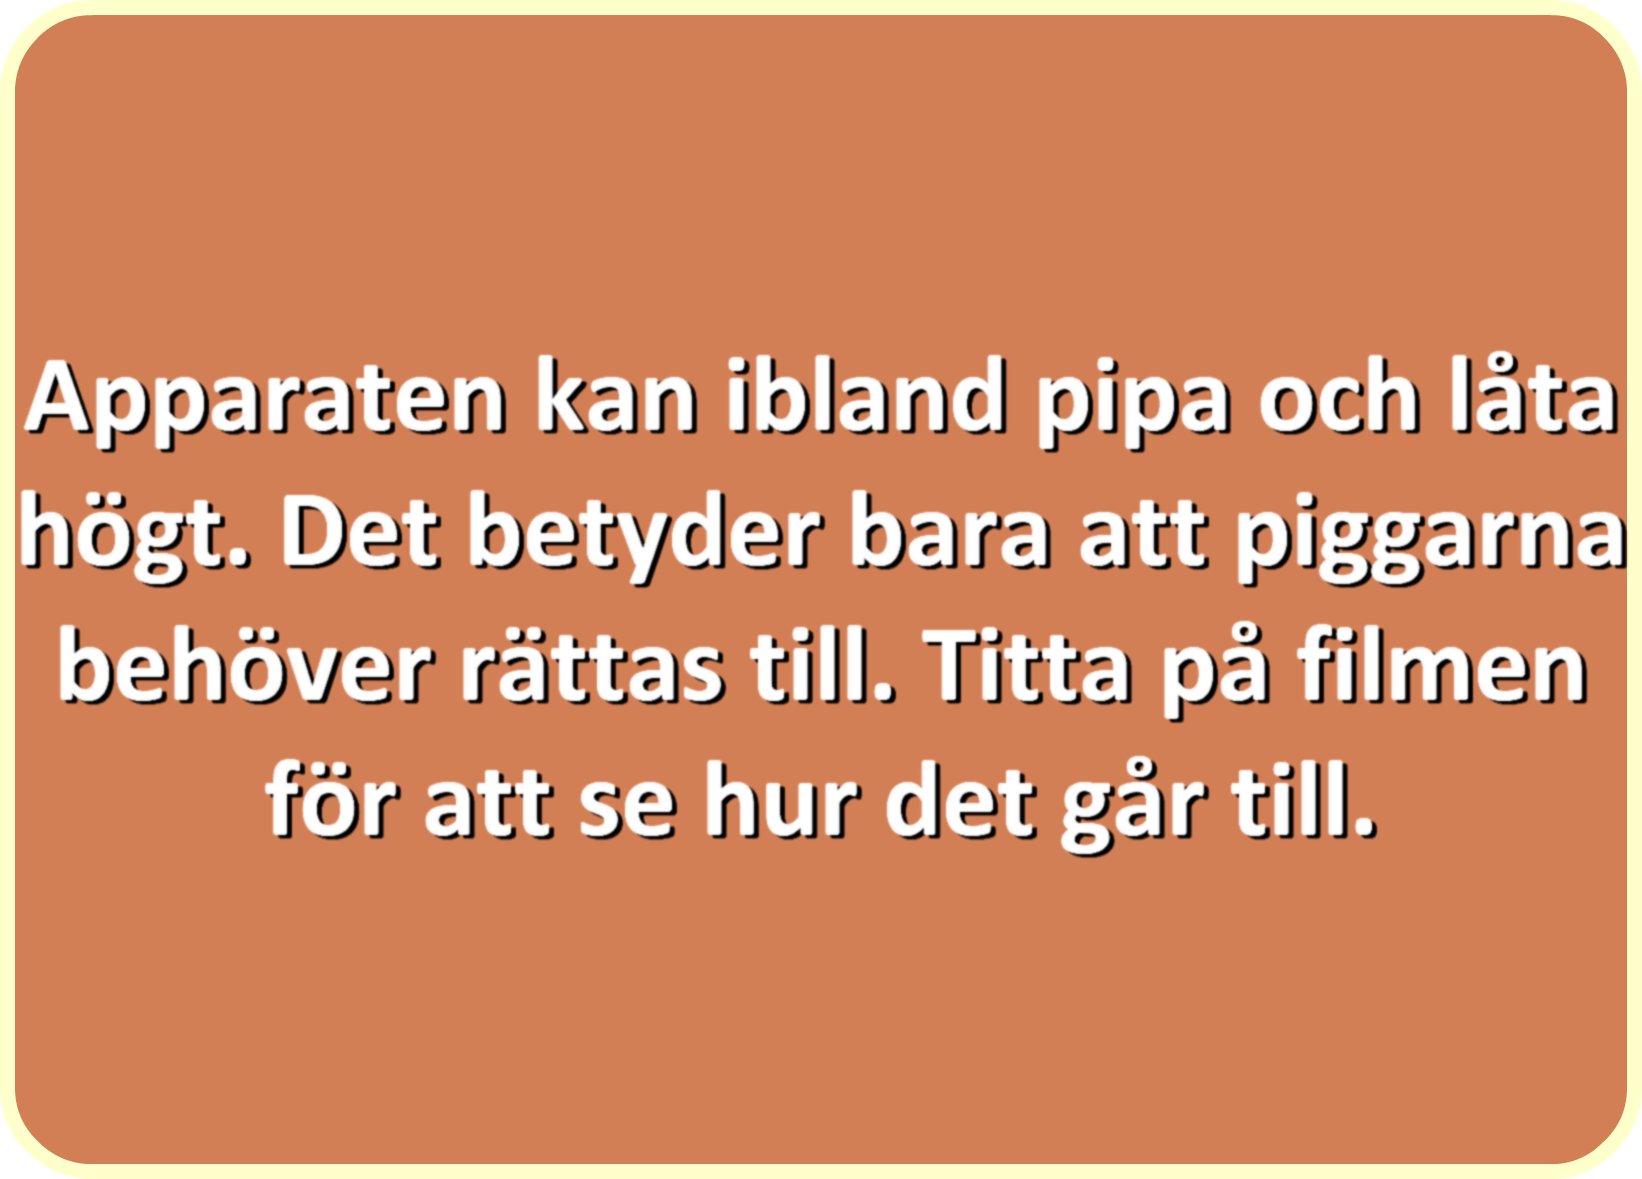 Apparaten kan ibland pipa och låta
högt. Det betyder bara att piggarna
behöver rättas till. Titta på filmen
för att se hur det går till.